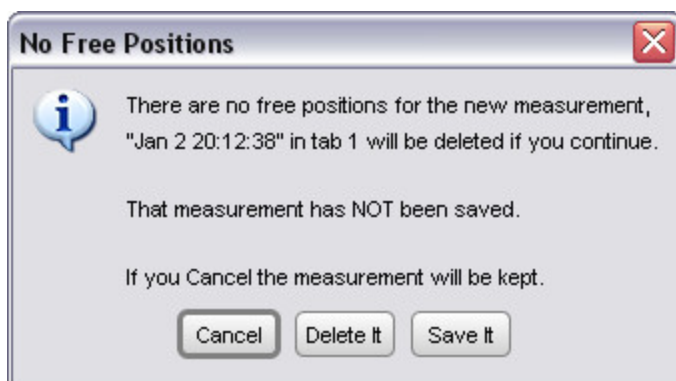 No Free Positions
There are no free positions for the new measurement,
"Jan 2 20:12:38" in tab 1 will be deleted if you continue.
That measurement has NOT been saved.
If you Cancel the measurement will be kept.
Cancel Delete It Save It